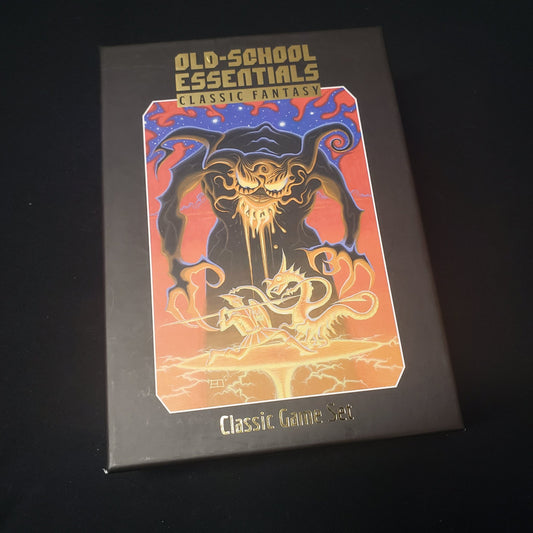 OLD-SCHOOL
ESSENTIALS
CLASSIC FANTASY
Classic Game Set